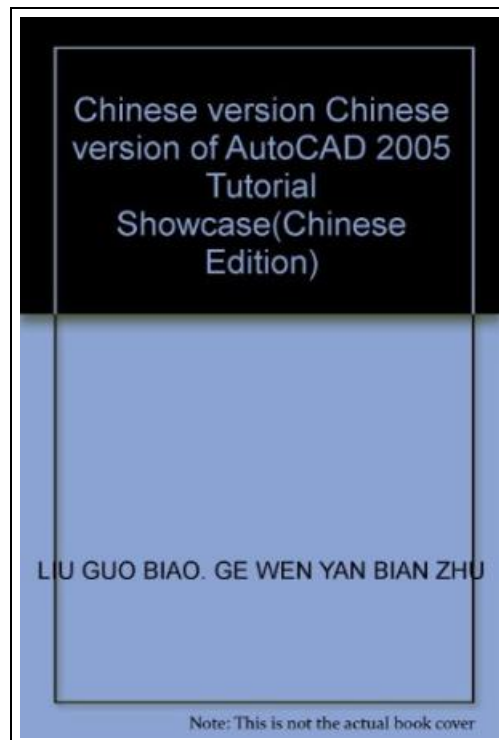 Chinese version Chinese
version of AutoCAD 2005
Tutorial
Showcase(Chinese
Edition)
LIU GUO BIAO. GE WEN YAN BIAN ZHU
Note: This is not the actual book cover